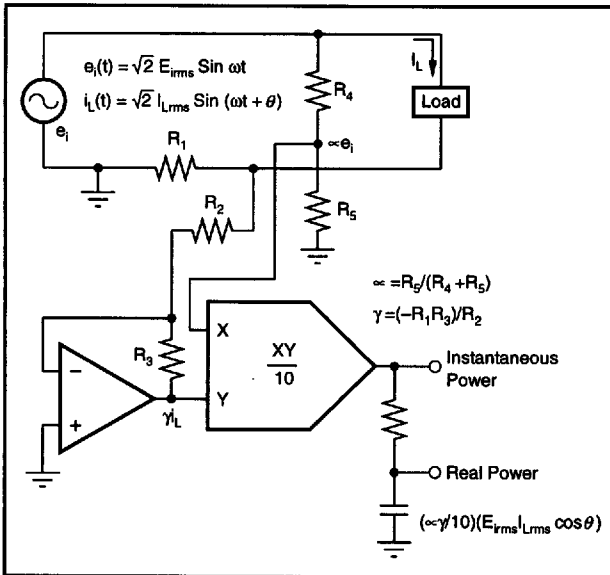 e_i(t) = √2 E_irms Sin ωt
i_L(t) = √2 I_Lrms Sin (ωt + θ)
e_i
I_L
Load
R_4
R_1
∝e_i
R_2
R_5
∝ =R_5/(R_4 +R_5)
γ =(−R_1R_3)/R_2
R_3
X
XY
10
Y
−
+
γi_L
Instantaneous
Power
Real Power
(∝γ/10)(E_irms I_Lrms cosθ)